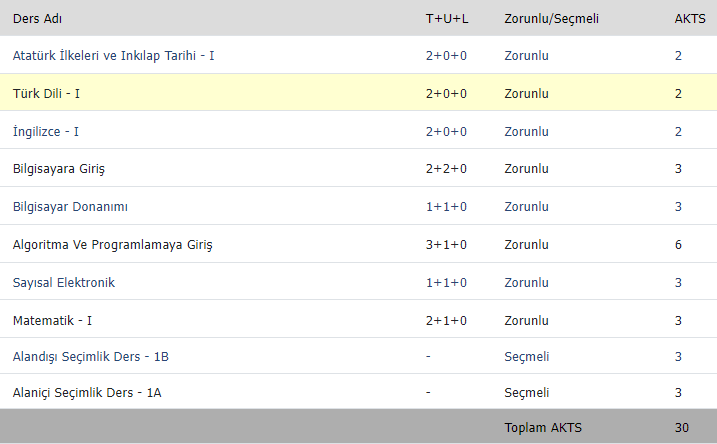 Ders Adı T+U+L Zorunlu/Seçmeli AKTS
Atatürk İlkeleri ve Inkılap Tarihi - I 2+0+0 Zorunlu 2
Türk Dili - I 2+0+0 Zorunlu 2
İngilizce - I 2+0+0 Zorunlu 2
Bilgisayara Giriş 2+2+0 Zorunlu 3
Bilgisayar Donanımı 1+1+0 Zorunlu 3
Algoritma Ve Programlamaya Giriş 3+1+0 Zorunlu 6
Sayısal Elektronik 1+1+0 Zorunlu 3
Matematik - I 2+1+0 Zorunlu 3
Alandışı Seçimlik Ders - 1B - Seçmeli 3
Alaniçi Seçimlik Ders - 1A - Seçmeli 3
Toplam AKTS 30